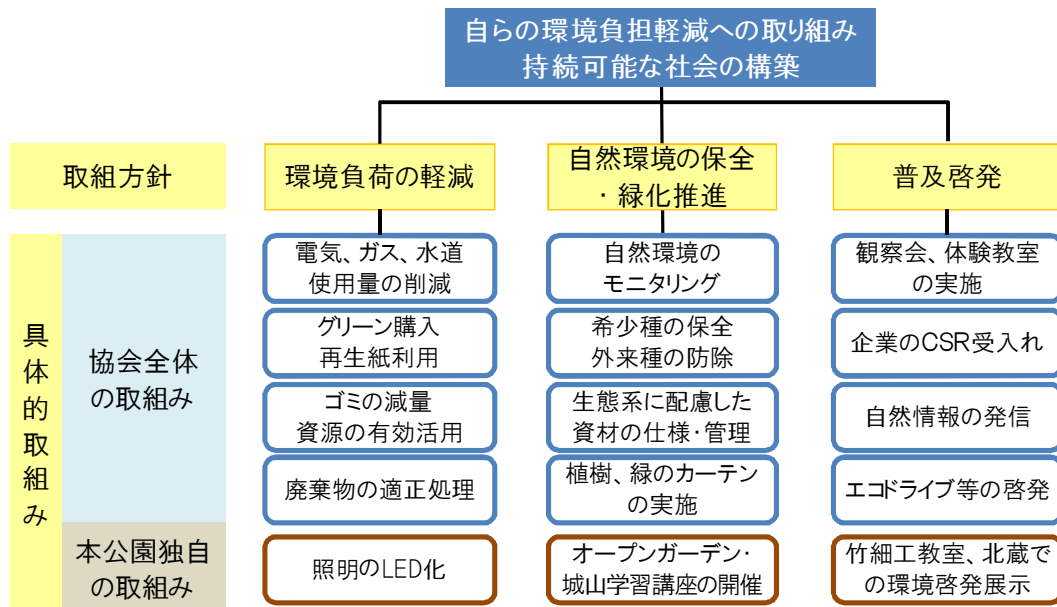 自らの環境負担軽減への取り組み
持続可能な社会の構築
取組方針
環境負荷の軽減
自然環境の保全
・緑化推進
普及啓発
具体的取組み
協会全体
の取組み
電気、ガス、水道
使用量の削減
自然環境の
モニタリング
観察会、体験教室
の実施
グリーン購入
再生紙利用
希少種の保全
外来種の防除
企業のCSR受入れ
ゴミの減量
資源の有効活用
生態系に配慮した
資材の仕様・管理
自然情報の発信
廃棄物の適正処理
植樹、緑のカーテン
の実施
エコドライブ等の啓発
本公園独自
の取組み
照明のLED化
オープンガーデン・
城山学習講座の開催
竹細工教室、北蔵で
の環境啓発展示